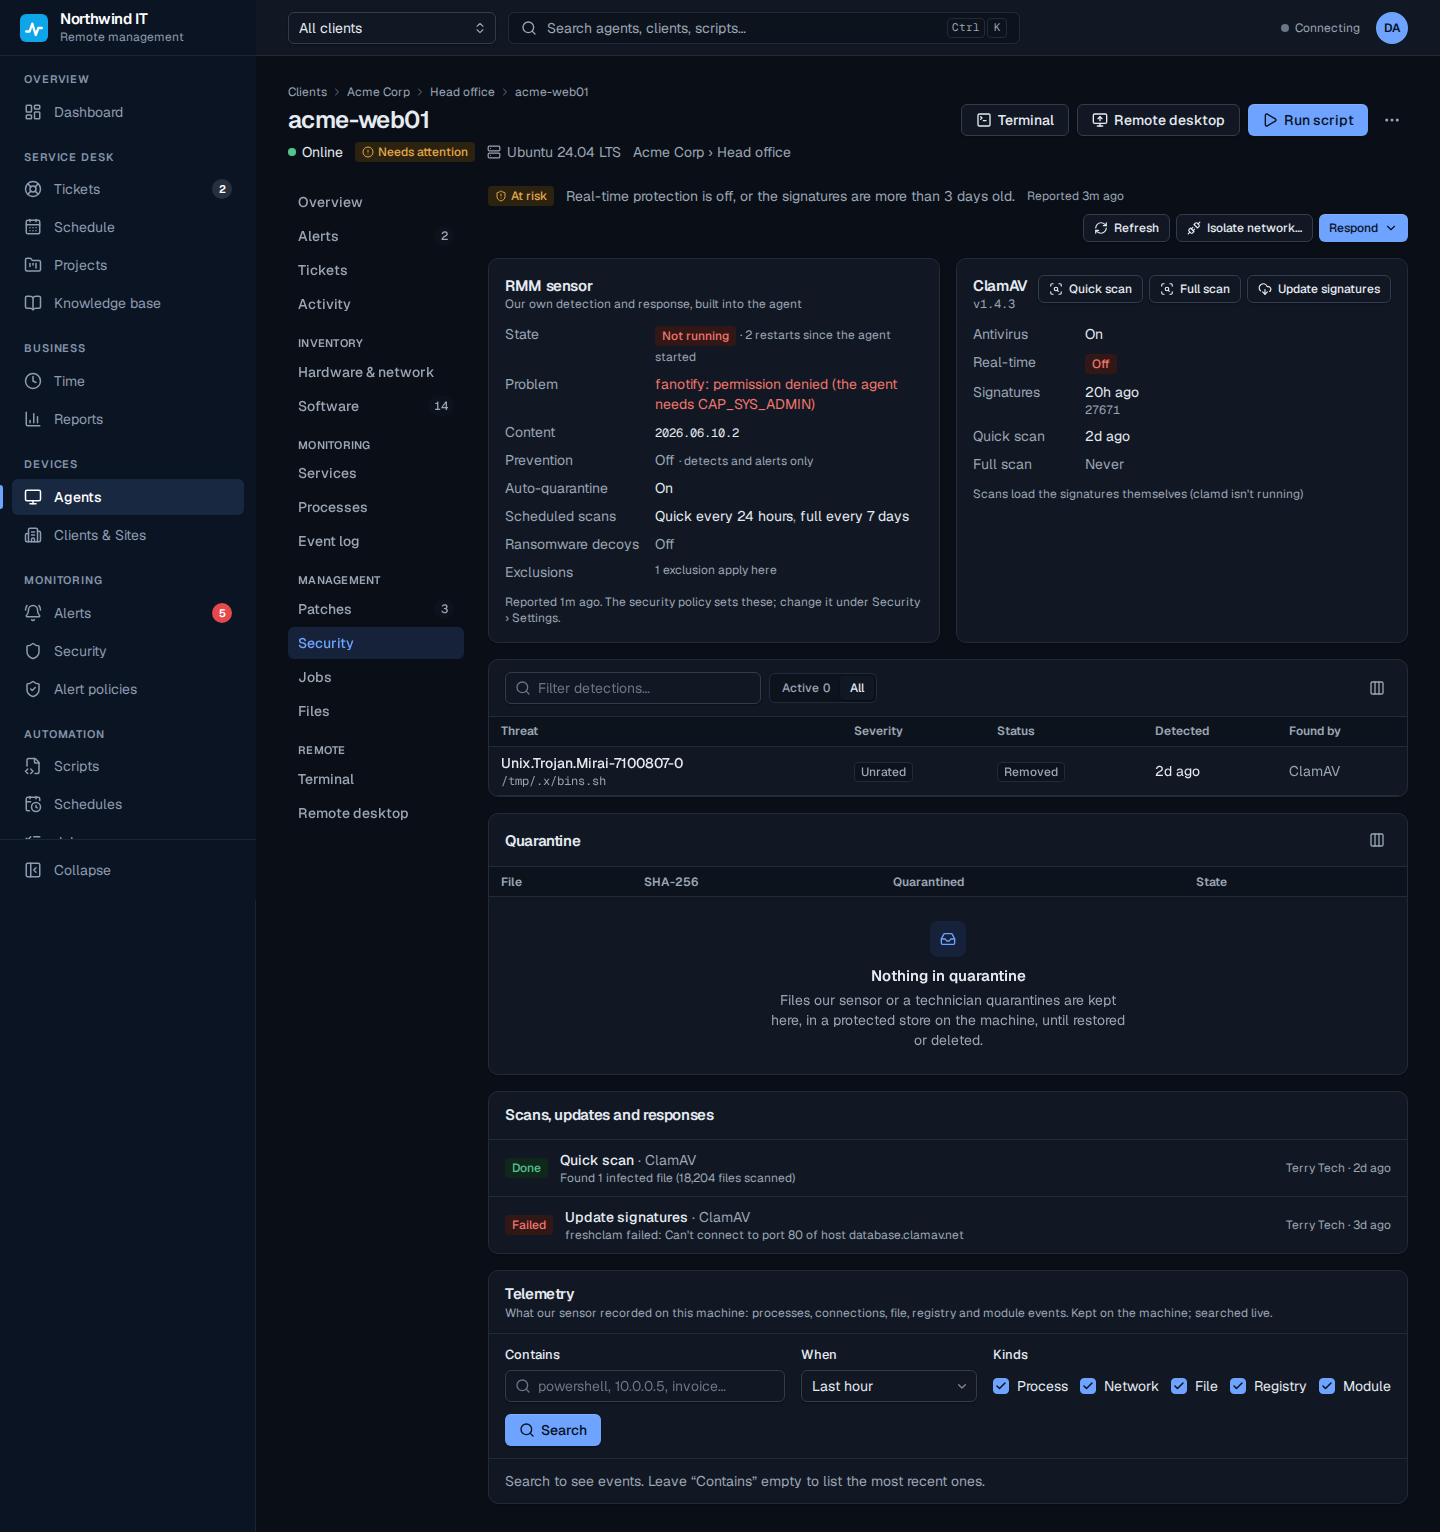 Northwind IT
Remote management
All clients
Search agents, clients, scripts...
Ctrl K
Connecting
DA
OVERVIEW
Dashboard
SERVICE DESK
Tickets 2
Schedule
Projects
Knowledge base
BUSINESS
Time
Reports
DEVICES
Agents
Clients & Sites
MONITORING
Alerts 5
Security
Alert policies
AUTOMATION
Scripts
Schedules
Collapse
Clients > Acme Corp > Head office > acme-web01
acme-web01
Terminal
Remote desktop
Run script
Online
Needs attention
Ubuntu 24.04 LTS
Acme Corp › Head office
Overview
Alerts 2
Tickets
Activity
INVENTORY
Hardware & network
Software 14
MONITORING
Services
Processes
Event log
MANAGEMENT
Patches 3
Security
Jobs
Files
REMOTE
Terminal
Remote desktop
At risk
Real-time protection is off, or the signatures are more than 3 days old. Reported 3m ago
Refresh
Isolate network...
Respond
RMM sensor
Our own detection and response, built into the agent
State Not running · 2 restarts since the agent
started
Problem fanotify: permission denied (the agent
needs CAP_SYS_ADMIN)
Content 2026.06.10.2
Prevention Off · detects and alerts only
Auto-quarantine On
Scheduled scans Quick every 24 hours, full every 7 days
Ransomware decoys Off
Exclusions 1 exclusion apply here
Reported 1m ago. The security policy sets these; change it under Security
› Settings.
ClamAV
v1.4.3
Quick scan
Full scan
Update signatures
Antivirus On
Real-time Off
Signatures 20h ago
27671
Quick scan 2d ago
Full scan Never
Scans load the signatures themselves (clamd isn't running)
Filter detections...
Active 0 All
Threat Severity Status Detected Found by
Unix.Trojan.Mirai-7100807-0 Unrated Removed 2d ago ClamAV
/tmp/.x/bins.sh
Quarantine
File SHA-256 Quarantined State
Nothing in quarantine
Files our sensor or a technician quarantines are kept
here, in a protected store on the machine, until restored
or deleted.
Scans, updates and responses
Done Quick scan · ClamAV Terry Tech · 2d ago
Found 1 infected file (18,204 files scanned)
Failed Update signatures · ClamAV Terry Tech · 3d ago
freshclam failed: Can't connect to port 80 of host database.clamav.net
Telemetry
What our sensor recorded on this machine: processes, connections, file, registry and module events. Kept on the machine; searched live.
Contains When Kinds
powershell, 10.0.0.5, invoice... Last hour Process Network File Registry Module
Search
Search to see events. Leave “Contains” empty to list the most recent ones.